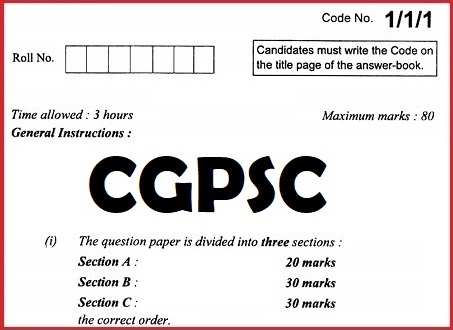 Code No. 1/1/1
Roll No.
Candidates must write the Code on
the title page of the answer-book.
Time allowed : 3 hours
Maximum marks : 80
General Instructions :
CGPSC
(i) The question paper is divided into three sections :
Section A : 20 marks
Section B : 30 marks
Section C : 30 marks
the correct order.